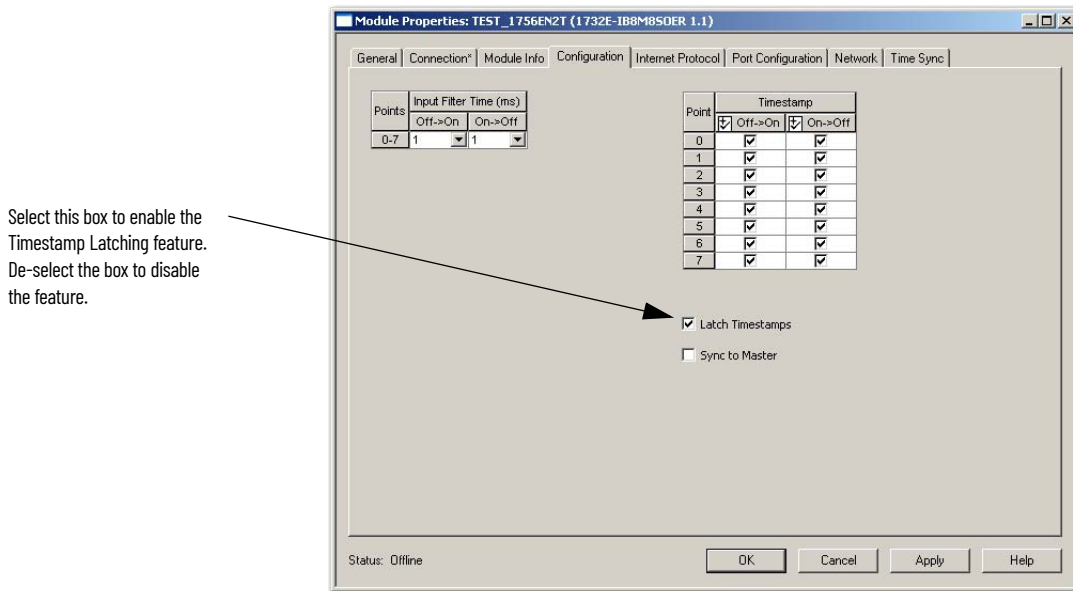 Module Properties: TEST_1756EN2T (1732E-IB8M8SOER 1.1)
General Connection* Module Info Configuration Internet Protocol Port Configuration Network Time Sync
Points Input Filter Time (ms)
Off->On On->Off
0-7 1 1
Point Timestamp
Off->On On->Off
0
1
2
3
4
5
6
7
Select this box to enable the
Timestamp Latching feature.
De-select the box to disable
the feature.
Latch Timestamps
Sync to Master
Status: Offline
OK Cancel Apply Help